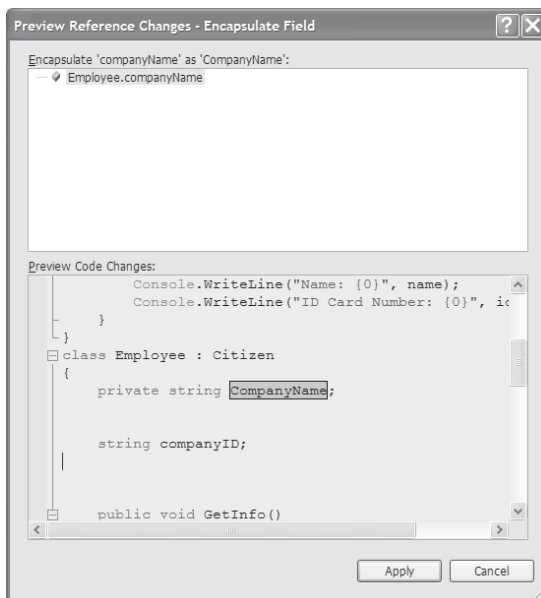 Preview Reference Changes - Encapsulate Field
Encapsulate 'companyName' as 'CompanyName':
Employee.companyName
Preview Code Changes:
Console.WriteLine("Name: {0}", name);
Console.WriteLine("ID Card Number: {0}", id
}
}
class Employee : Citizen
{
private string CompanyName;
string companyID;
public void GetInfo()
Apply
Cancel